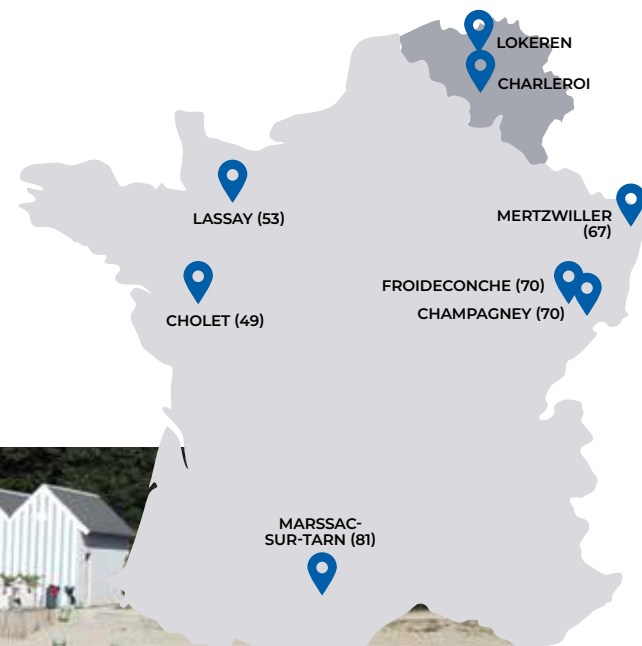 LOKEREN
CHARLEROI
LASSAY (53)
MERTZWILLER
(67)
FROIDECONCHE (70)
CHAMPAGNEY (70)
CHOLET (49)
MARSSAC-
SUR-TARN (81)